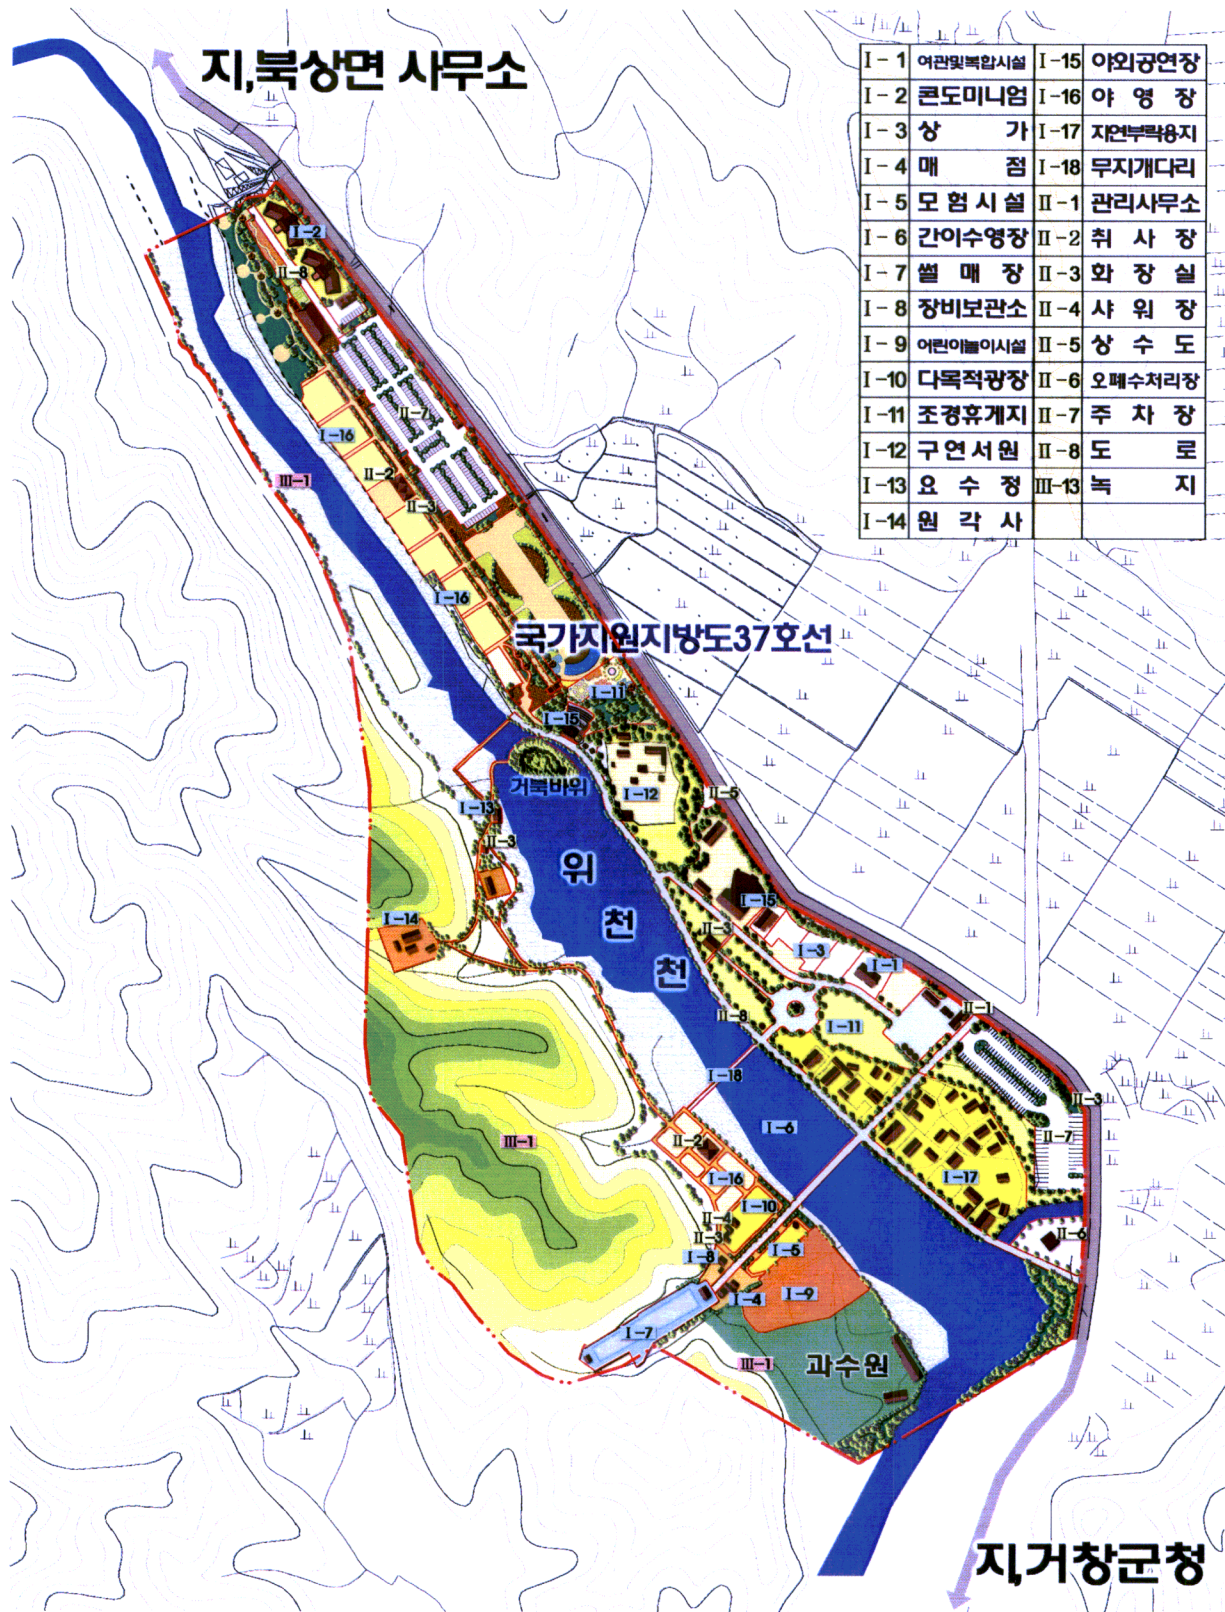 지,북상면 사무소
I-1 여관및복합시설 I-15 야외공연장
I-2 콘도미니엄 I-16 야영장
I-3 상가 I-17 자연부락용지
I-4 매점 I-18 무지개다리
I-5 모험시설 II-1 관리사무소
I-6 간이수영장 II-2 취사장
I-7 썰매장 II-3 화장실
I-8 장비보관소 II-4 샤워장
I-9 어린이놀이시설 II-5 상수도
I-10 다목적광장 II-6 오폐수처리장
I-11 조경휴게지 II-7 주차장
I-12 구연서원 II-8 도로
I-13 요수정 III-13 녹지
I-14 원각사
I-2
II-8
II-7
I-16
II-2
III-1
II-3
I-16
국가지원지방도37호선
I-11
I-15
거북바위
I-12
II-5
I-13
II-3
위
천
천
I-15
I-14
II-3
I-3
I-1
II-1
II-8
I-11
I-18
II-3
I-6
II-7
III-1
II-2
I-16
I-17
I-10
II-4
II-3
II-6
I-8
I-5
I-4
I-9
I-7
III-1
과수원
지,거창군청